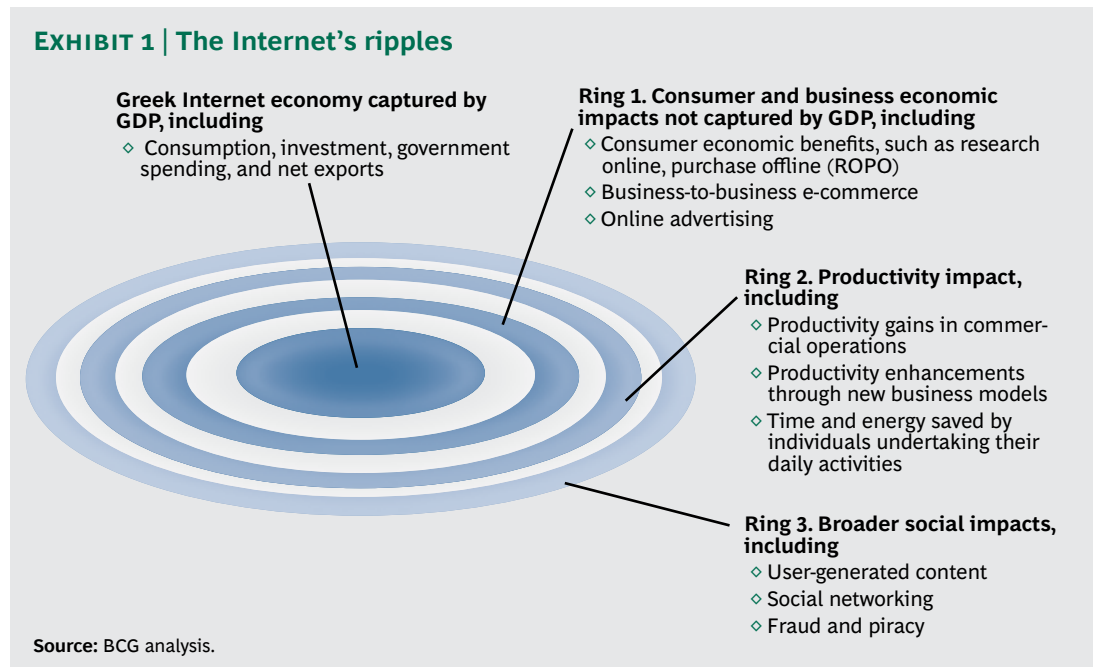 EXHIBIT 1 | The Internet's ripples
Greek Internet economy captured by
GDP, including
◇ Consumption, investment, government
spending, and net exports
Ring 1. Consumer and business economic
impacts not captured by GDP, including
◇ Consumer economic benefits, such as research
online, purchase offline (ROPO)
◇ Business-to-business e-commerce
◇ Online advertising
Ring 2. Productivity impact,
including
◇ Productivity gains in commer-
cial operations
◇ Productivity enhancements
through new business models
◇ Time and energy saved by
individuals undertaking their
daily activities
Ring 3. Broader social impacts,
including
◇ User-generated content
◇ Social networking
◇ Fraud and piracy
Source: BCG analysis.